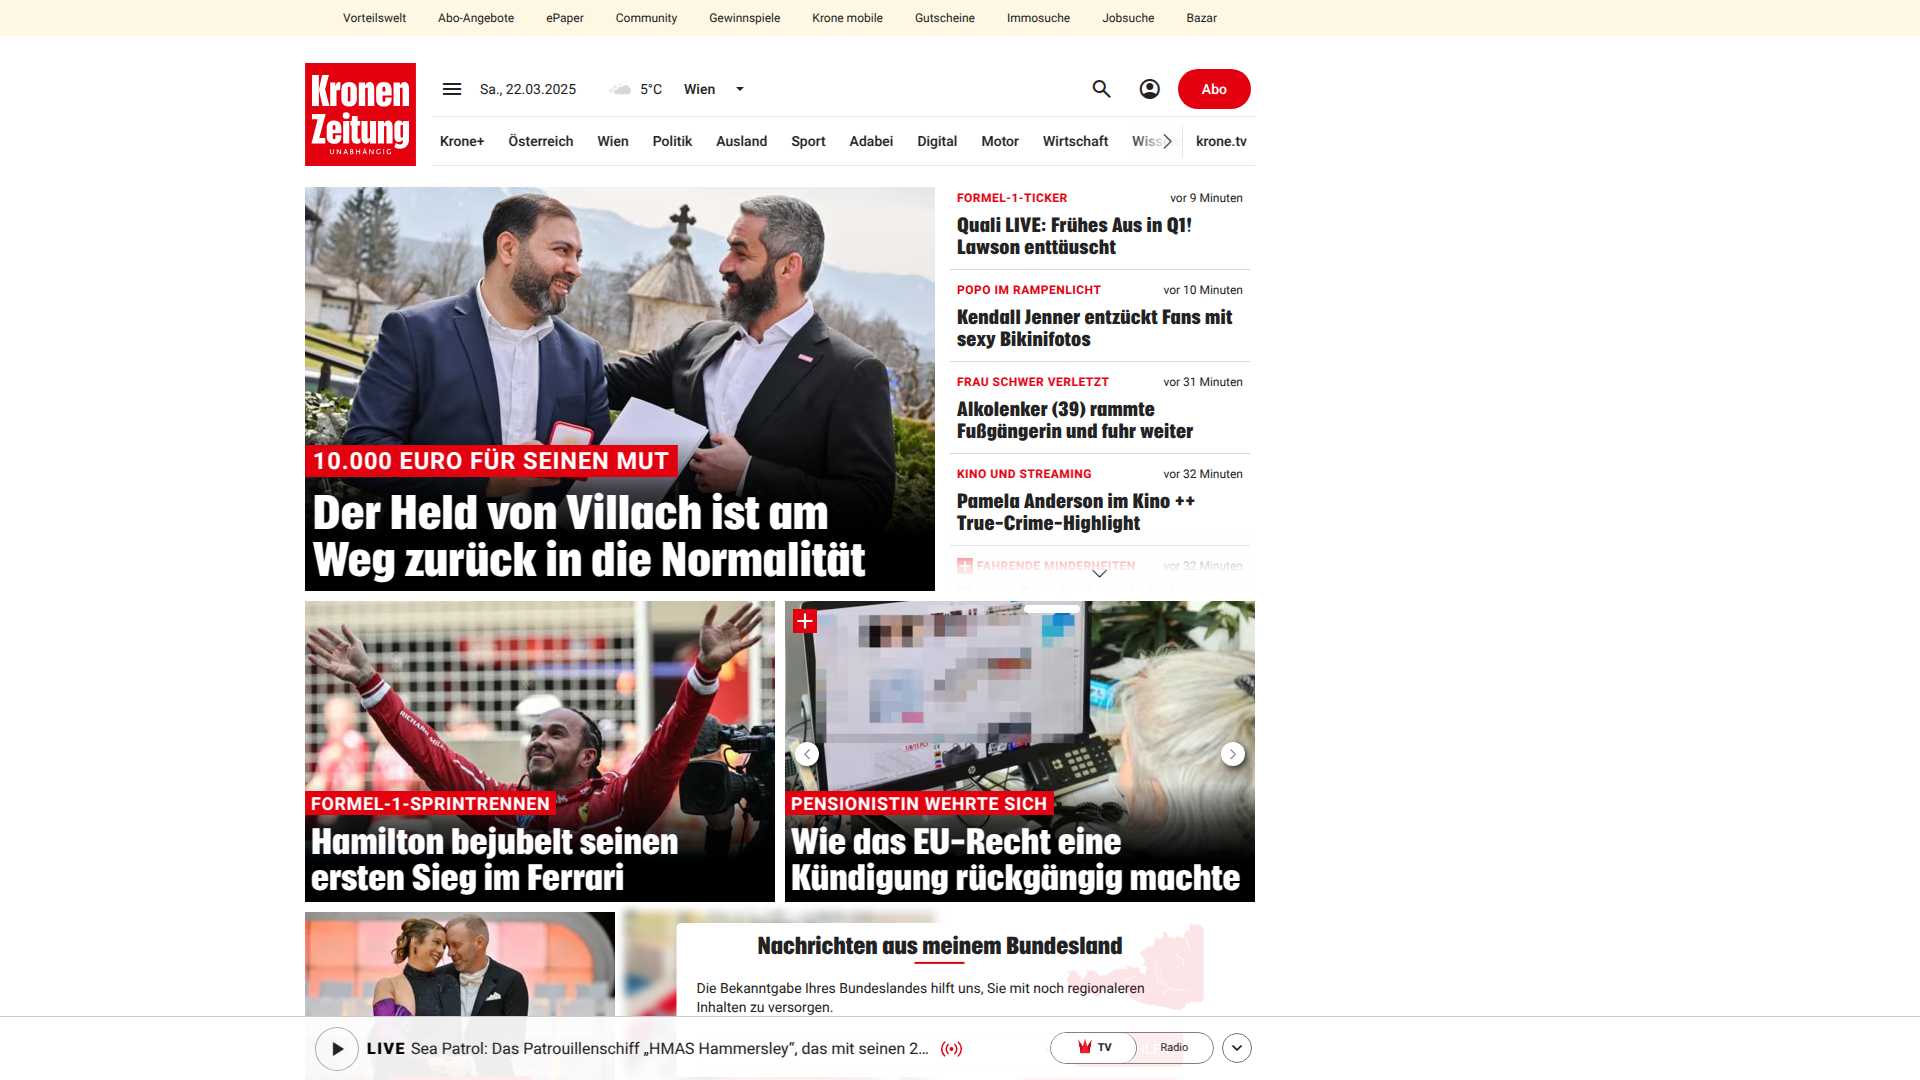 Vorteilswelt Abo-Angebote ePaper Community Gewinnspiele Krone mobile Gutscheine Immosuche Jobsuche Bazar
Kronen
Zeitung
UNABHÄNGIG
Sa., 22.03.2025 5°C Wien
Abo
Krone+ Österreich Wien Politik Ausland Sport Adabei Digital Motor Wirtschaft Wiss krone.tv
10.000 EURO FÜR SEINEN MUT
Der Held von Villach ist am
Weg zurück in die Normalität
FORMEL-1-TICKER vor 9 Minuten
Quali LIVE: Frühes Aus in Q1!
Lawson enttäuscht
POPO IM RAMPENLICHT vor 10 Minuten
Kendall Jenner entzückt Fans mit
sexy Bikinifotos
FRAU SCHWER VERLETZT vor 31 Minuten
Alkolenker (39) rammte
Fußgängerin und fuhr weiter
KINO UND STREAMING vor 32 Minuten
Pamela Anderson im Kino ++
True-Crime-Highlight
FAHRENDE MINDERHEITEN vor 32 Minuten
RICHARD MILLE
FORMEL-1-SPRINTRENNEN
Hamilton bejubelt seinen
ersten Sieg im Ferrari
PENSIONISTIN WEHRTE SICH
Wie das EU-Recht eine
Kündigung rückgängig machte
Nachrichten aus meinem Bundesland
Die Bekanntgabe Ihres Bundeslandes hilft uns, Sie mit noch regionaleren
Inhalten zu versorgen.
LIVE Sea Patrol: Das Patrouillenschiff „HMAS Hammersley“, das mit seinen 2...
TV Radio